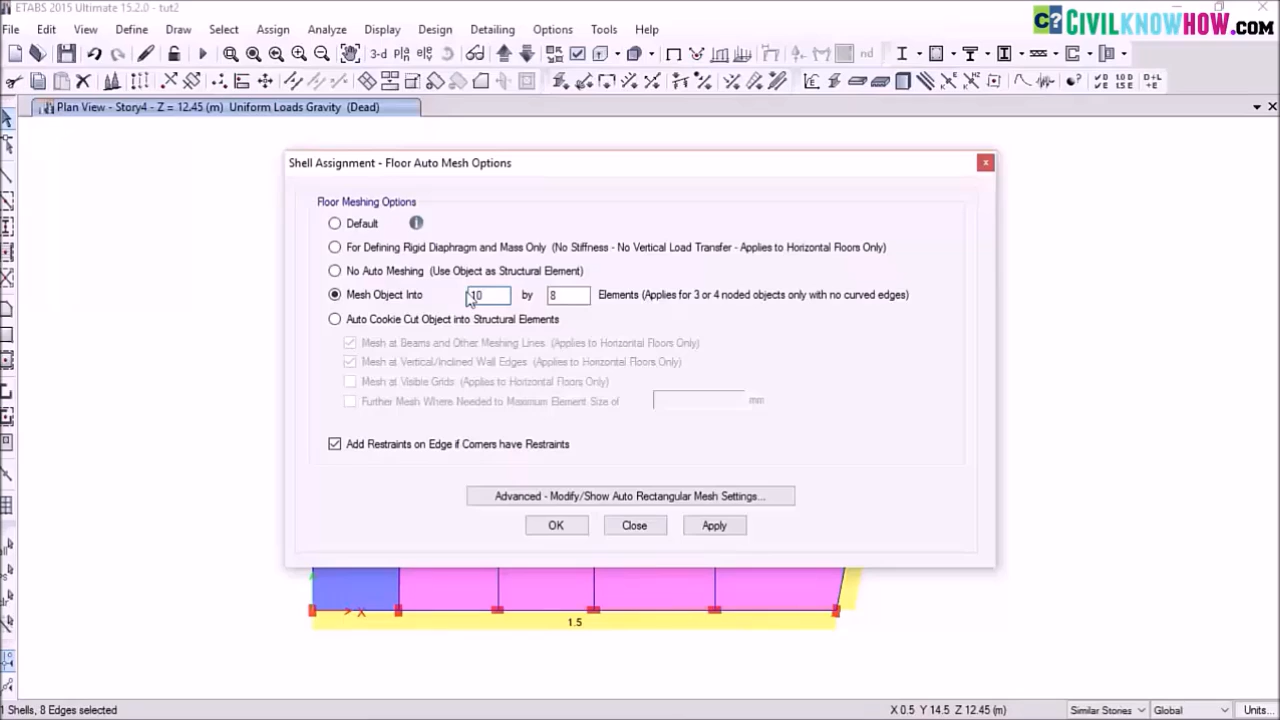 ETABS 2015 Ultimate 15.2.0 - tut2
C? CIVILKNOWHOW.com
File Edit View Define Draw Select Assign Analyze Display Design Detailing Options Tools Help
3-d nd
Plan View - Story4 - Z = 12.45 (m) Uniform Loads Gravity (Dead)
Shell Assignment - Floor Auto Mesh Options
Floor Meshing Options
Default
For Defining Rigid Diaphragm and Mass Only (No Stiffness - No Vertical Load Transfer - Applies to Horizontal Floors Only)
No Auto Meshing (Use Object as Structural Element)
Mesh Object Into 10 by 8 Elements (Applies for 3 or 4 noded objects only with no curved edges)
Auto Cookie Cut Object into Structural Elements
Mesh at Beams and Other Meshing Lines (Applies to Horizontal Floors Only)
Mesh at Vertical/Inclined Wall Edges (Applies to Horizontal Floors Only)
Mesh at Visible Grids (Applies to Horizontal Floors Only)
Further Mesh Where Needed to Maximum Element Size of mm
Add Restraints on Edge if Corners have Restraints
Advanced - Modify/Show Auto Rectangular Mesh Settings...
OK Close Apply
X
1.5
1 Shells, 8 Edges selected X 0.5 Y 14.5 Z 12.45 (m) Similar Stories Global Units...